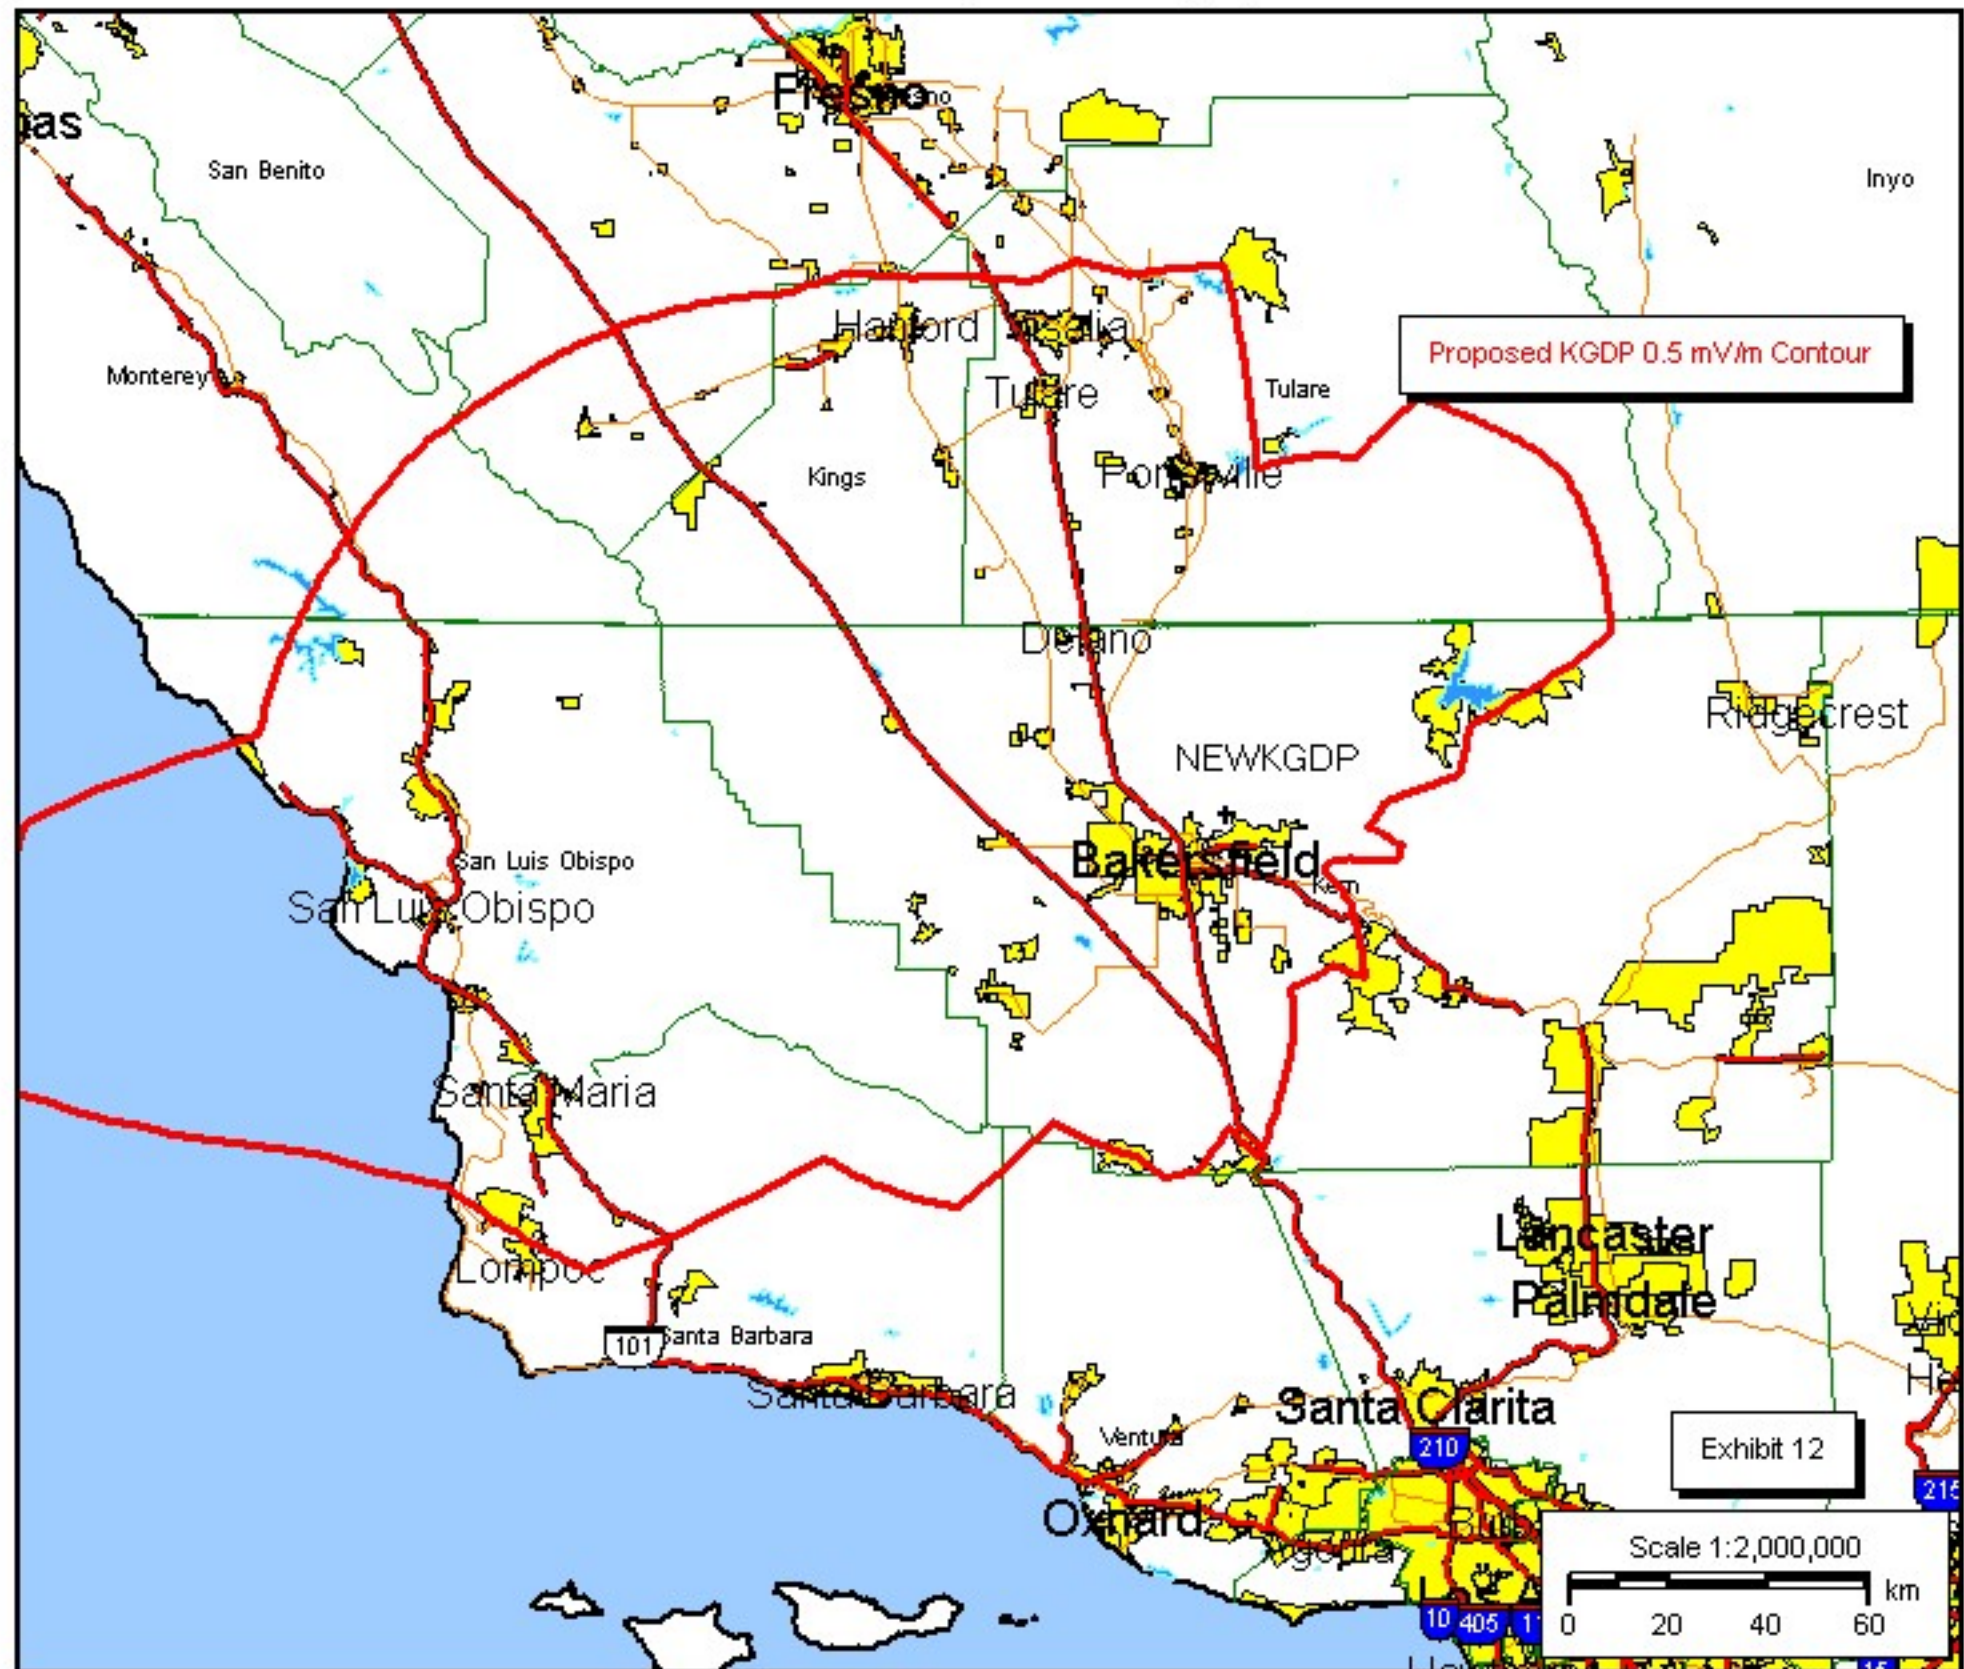 Fresno
as
San Benito
Inyo
Proposed KGDP 0.5 mV/m Contour
Hanford
Visalia
Monterey
Tulare
Tulare
Kings
Porterville
Delano
Ridgecrest
NEWKGDP
Bakersfield
Kern
San Luis Obispo
San Luis Obispo
Santa Maria
Lancaster
Palmdale
Lompoc
101
Santa Barbara
Santa Barbara
Santa Clarita
Ventura
210
Exhibit 12
215
Oxnard
Scale 1:2,000,000
km
0 20 40 60
10
405